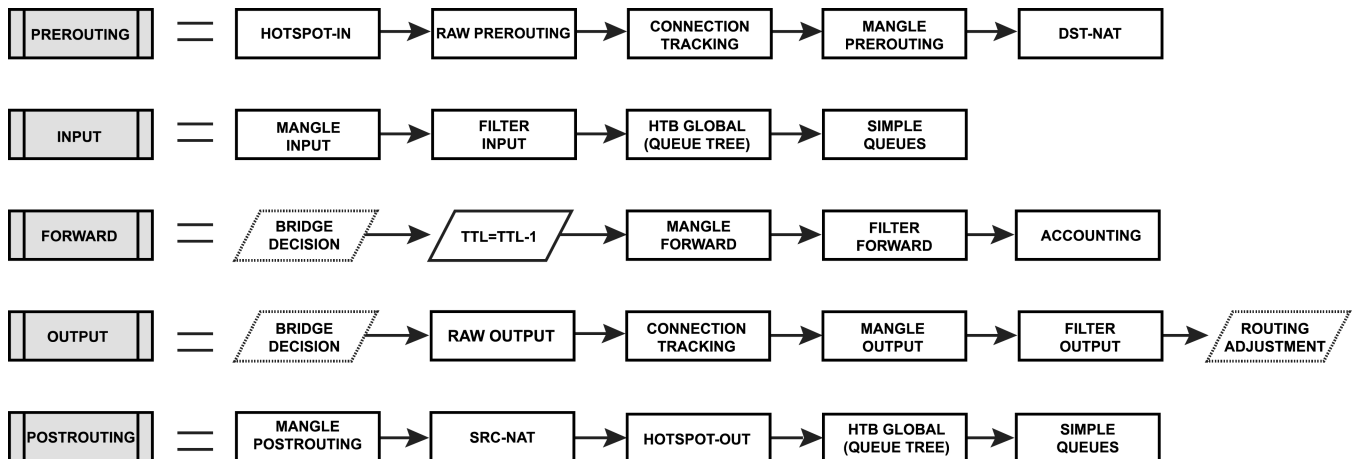 PREROUTING
HOTSPOT-IN
RAW PREROUTING
CONNECTION
TRACKING
MANGLE
PREROUTING
DST-NAT
INPUT
MANGLE
INPUT
FILTER
INPUT
HTB GLOBAL
(QUEUE TREE)
SIMPLE
QUEUES
FORWARD
BRIDGE
DECISION
TTL=TTL-1
MANGLE
FORWARD
FILTER
FORWARD
ACCOUNTING
OUTPUT
BRIDGE
DECISION
RAW OUTPUT
CONNECTION
TRACKING
MANGLE
OUTPUT
FILTER
OUTPUT
ROUTING
ADJUSTMENT
POSTROUTING
MANGLE
POSTROUTING
SRC-NAT
HOTSPOT-OUT
HTB GLOBAL
(QUEUE TREE)
SIMPLE
QUEUES